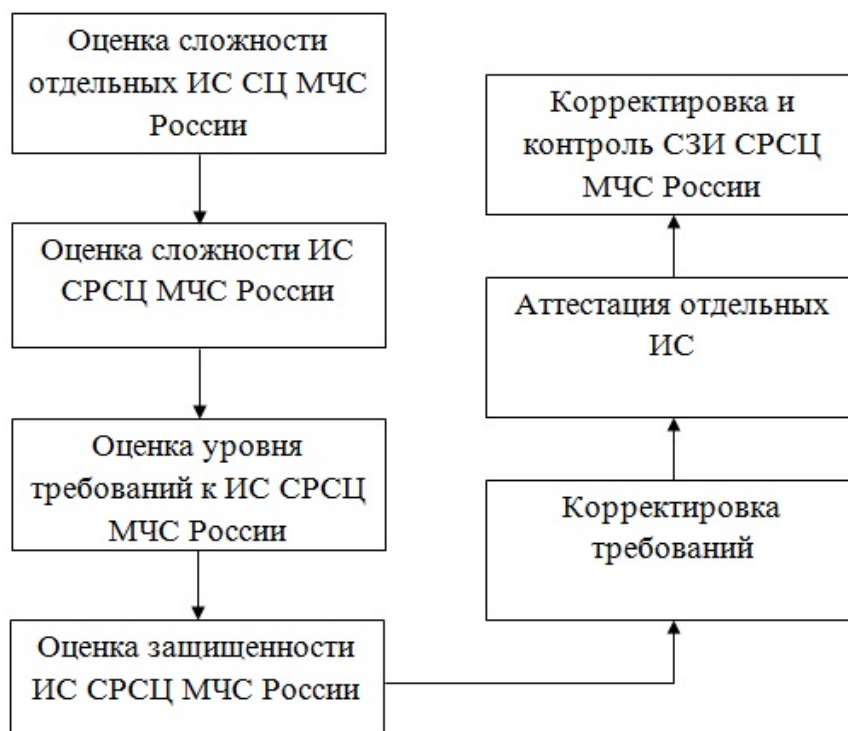 Оценка сложности
отдельных ИС СЦ МЧС
России
Оценка сложности ИС
СРСЦ МЧС России
Оценка уровня
требований к ИС СРСЦ
МЧС России
Оценка защищенности
ИС СРСЦ МЧС России
Корректировка и
контроль СЗИ СРСЦ
МЧС России
Аттестация отдельных
ИС
Корректировка
требований